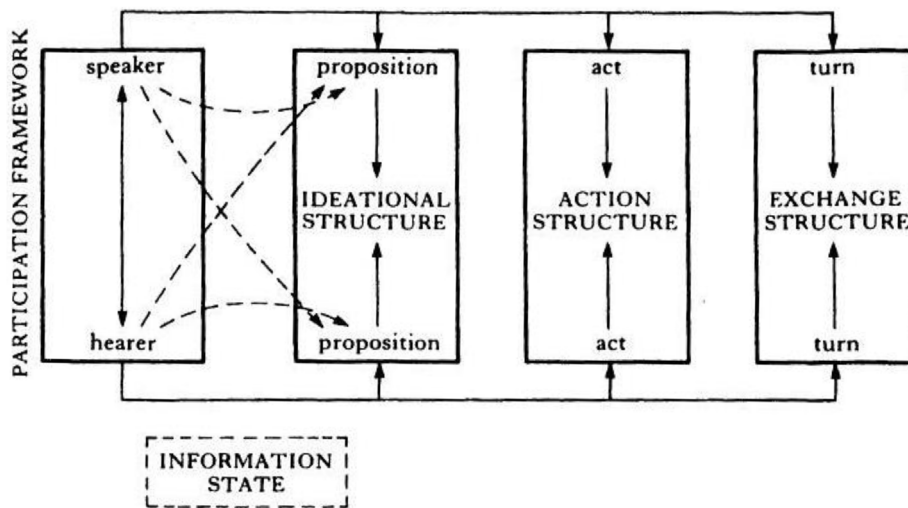 PARTICIPATION FRAMEWORK
speaker
hearer
proposition
IDEATIONAL
STRUCTURE
proposition
act
ACTION
STRUCTURE
act
turn
EXCHANGE
STRUCTURE
turn
INFORMATION
STATE